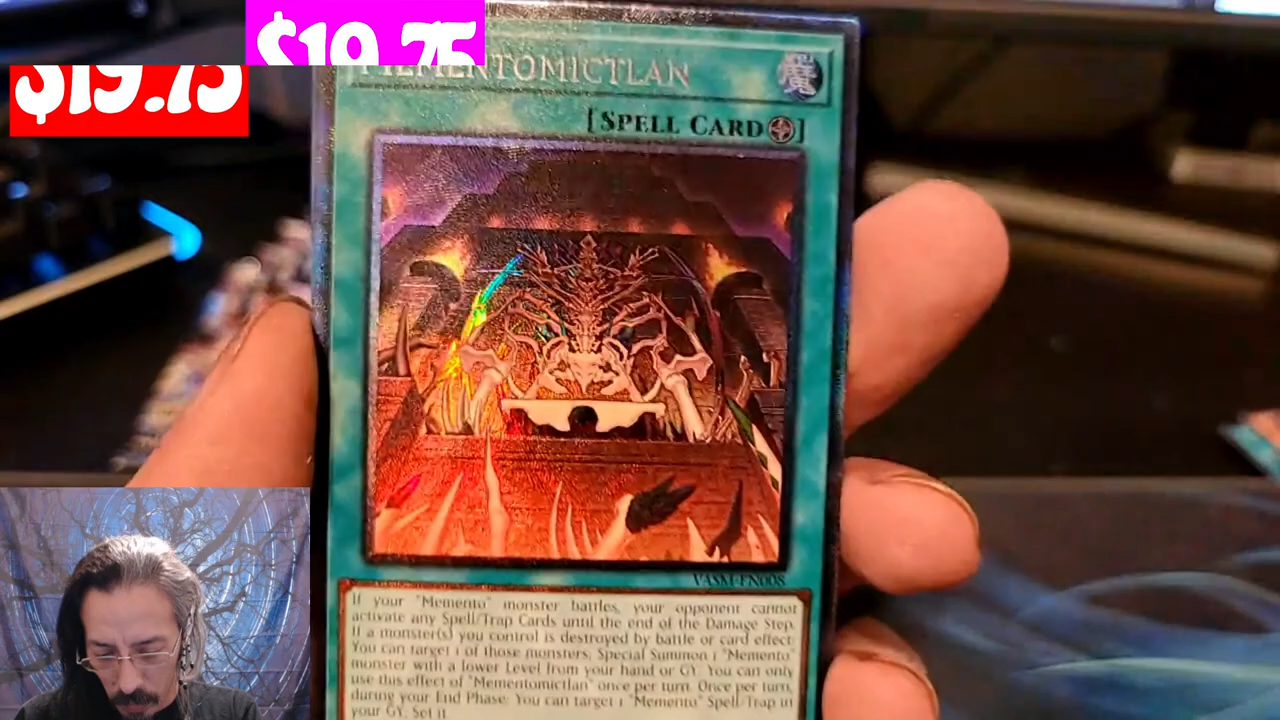 $19.75
$19.75
MEMENTOMICTLAN
魔
[SPELL CARD]
VASM-EN008
If your "Memento" monster battles, your opponent cannot
activate any Spell/Trap Cards until the end of the Damage Step.
If a monster(s) you control is destroyed by battle or card effect:
You can target 1 of those monsters; Special Summon 1 "Memento"
monster with a lower Level from your hand or GY. You can only
use this effect of "Mementomictlan" once per turn. Once per turn,
during your End Phase: You can target 1 "Memento" Spell/Trap in
your GY; Set it.